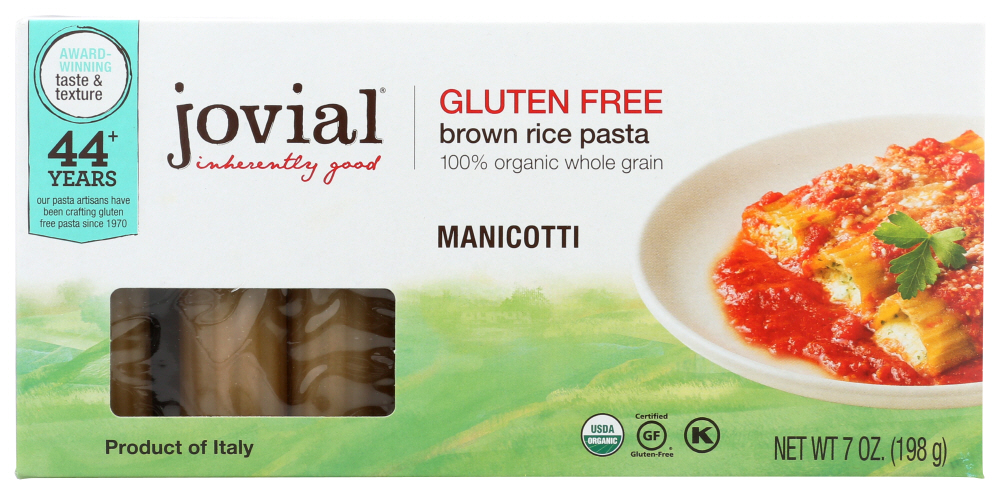 AWARD-
WINNING
taste &
texture
44+
YEARS
our pasta artisans have
been crafting gluten
free pasta since 1970
jovial®
inherently good
GLUTEN FREE
brown rice pasta
100% organic whole grain
MANICOTTI
Product of Italy
USDA
ORGANIC
Certified
GF
Gluten-Free
K
NET WT 7 OZ. (198 g)